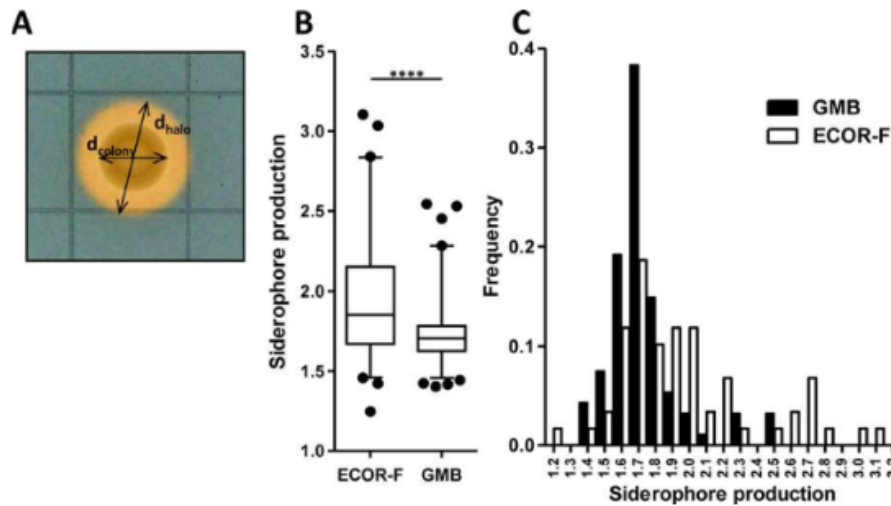 A
d halo
d colony
B
****
Siderophore production
3.5
3.0
2.5
2.0
1.5
1.0
ECOR-F GMB
C
GMB
ECOR-F
Frequency
0.4
0.3
0.2
0.1
0.0
1.2 1.3 1.4 1.5 1.6 1.7 1.8 1.9 2.0 2.1 2.2 2.3 2.4 2.5 2.6 2.7 2.8 2.9 3.0 3.1
Siderophore production